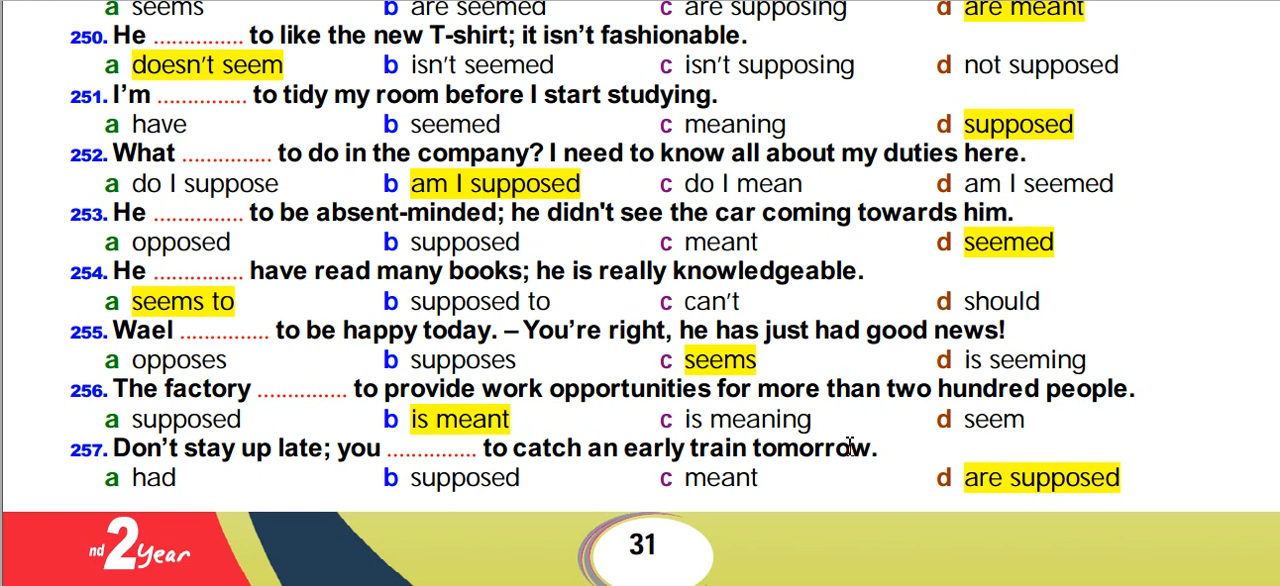 a seems b are seemed c are supposing d are meant
250. He ............... to like the new T-shirt; it isn't fashionable.
a doesn't seem b isn't seemed c isn't supposing d not supposed
251. I'm ............... to tidy my room before I start studying.
a have b seemed c meaning d supposed
252. What ............... to do in the company? I need to know all about my duties here.
a do I suppose b am I supposed c do I mean d am I seemed
253. He ............... to be absent-minded; he didn't see the car coming towards him.
a opposed b supposed c meant d seemed
254. He ............... have read many books; he is really knowledgeable.
a seems to b supposed to c can't d should
255. Wael ............... to be happy today. – You're right, he has just had good news!
a opposes b supposes c seems d is seeming
256. The factory ............... to provide work opportunities for more than two hundred people.
a supposed b is meant c is meaning d seem
257. Don't stay up late; you ............... to catch an early train tomorrow.
a had b supposed c meant d are supposed
nd 2 Year
31